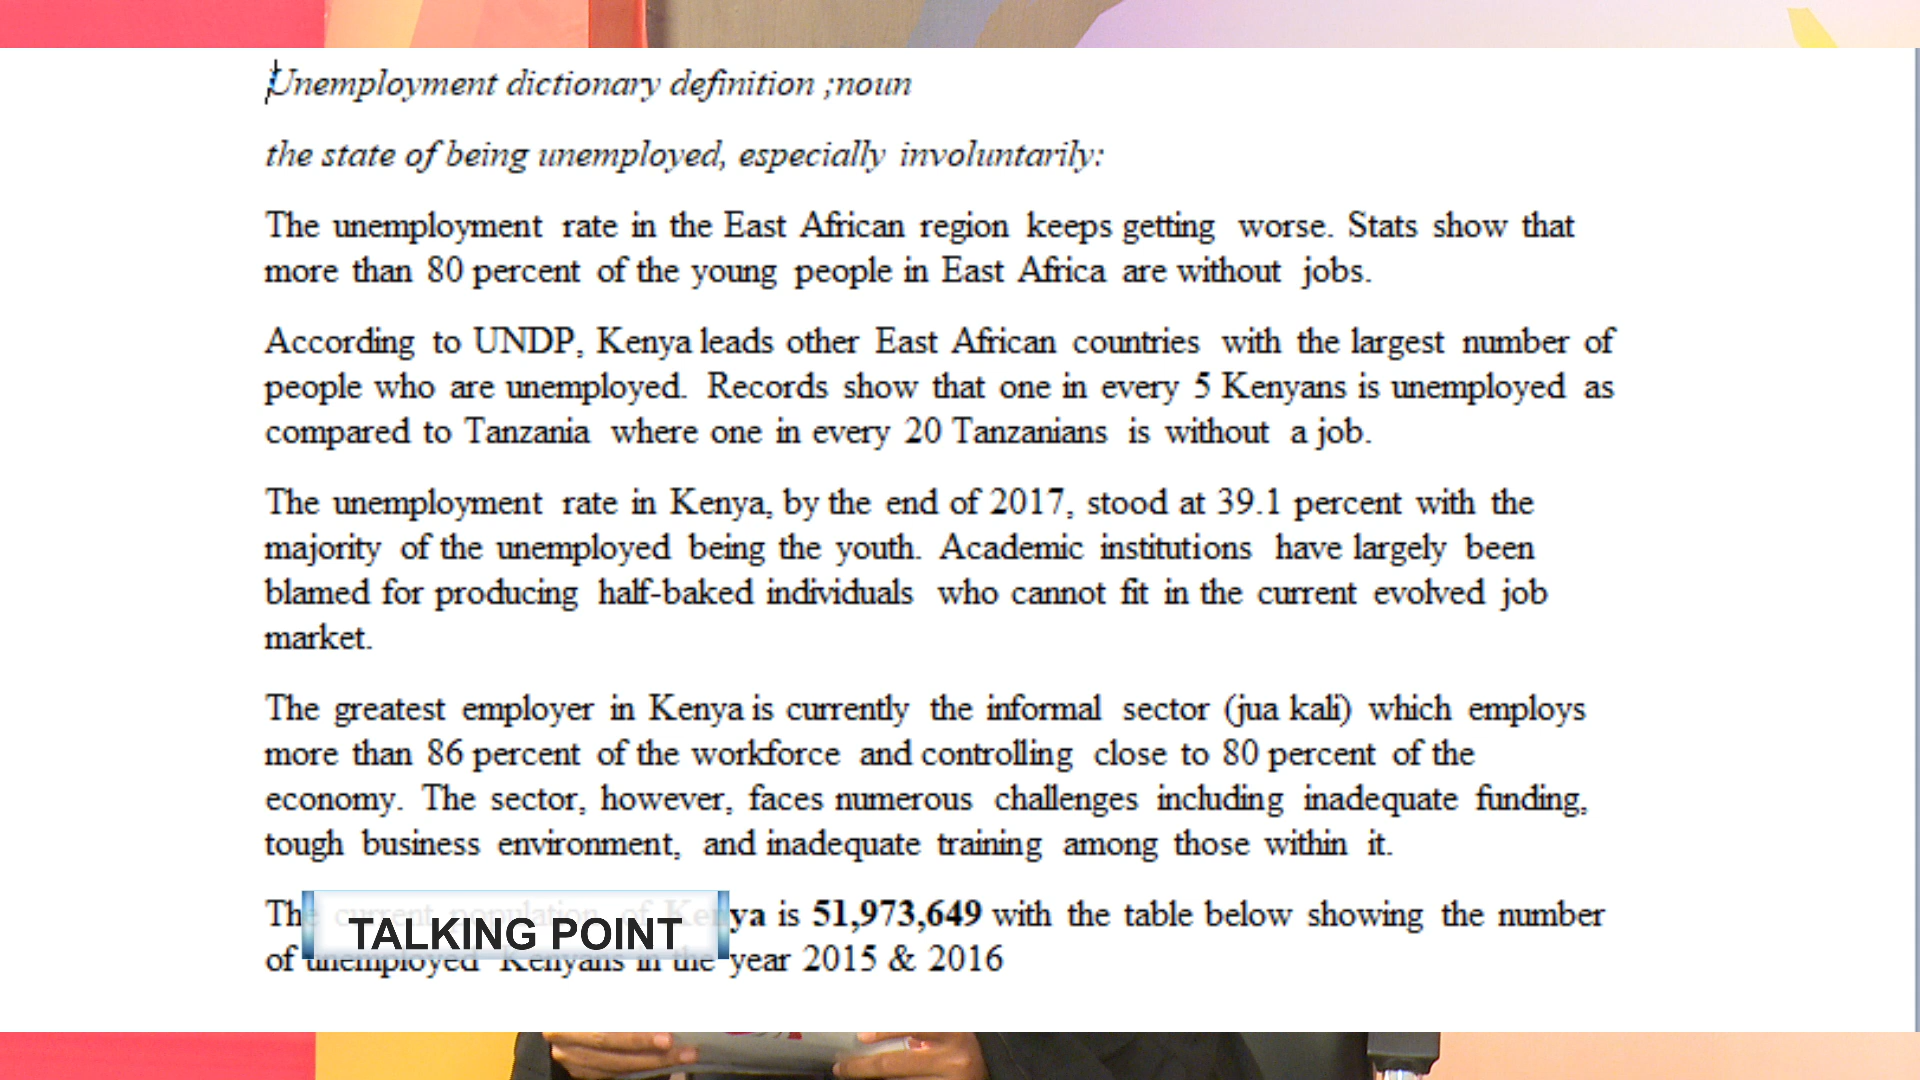 Unemployment dictionary definition ;noun
the state of being unemployed, especially involuntarily:
The unemployment rate in the East African region keeps getting worse. Stats show that
more than 80 percent of the young people in East Africa are without jobs.
According to UNDP, Kenya leads other East African countries with the largest number of
people who are unemployed. Records show that one in every 5 Kenyans is unemployed as
compared to Tanzania where one in every 20 Tanzanians is without a job.
The unemployment rate in Kenya, by the end of 2017, stood at 39.1 percent with the
majority of the unemployed being the youth. Academic institutions have largely been
blamed for producing half-baked individuals who cannot fit in the current evolved job
market.
The greatest employer in Kenya is currently the informal sector (jua kali) which employs
more than 86 percent of the workforce and controlling close to 80 percent of the
economy. The sector, however, faces numerous challenges including inadequate funding,
tough business environment, and inadequate training among those within it.
The current population of Kenya is 51,973,649 with the table below showing the number
of unemployed Kenyans in the year 2015 & 2016
TALKING POINT